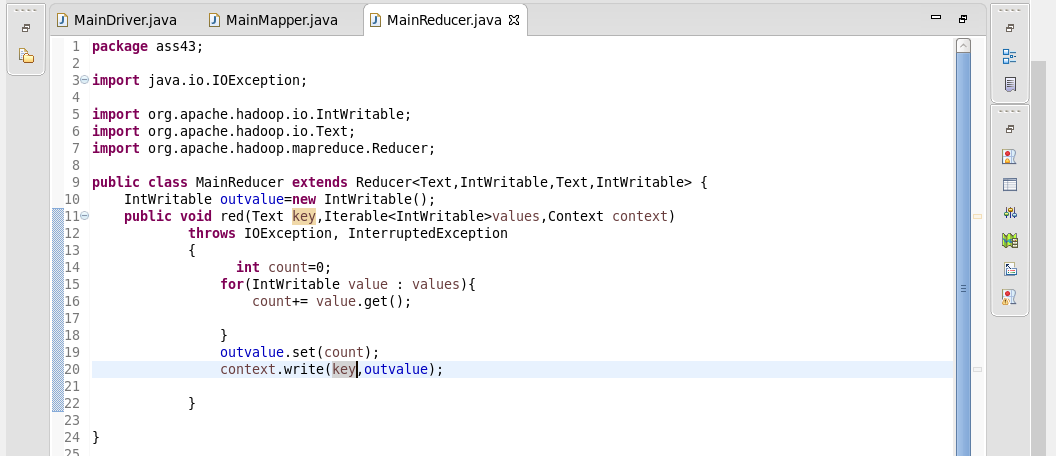 MainDriver.java MainMapper.java MainReducer.java
1 package ass43;
2
3 import java.io.IOException;
4
5 import org.apache.hadoop.io.IntWritable;
6 import org.apache.hadoop.io.Text;
7 import org.apache.hadoop.mapreduce.Reducer;
8
9 public class MainReducer extends Reducer<Text,IntWritable,Text,IntWritable> {
10     IntWritable outvalue=new IntWritable();
11     public void red(Text key,Iterable<IntWritable>values,Context context)
12             throws IOException, InterruptedException
13             {
14                   int count=0;
15                 for(IntWritable value : values){
16                     count+= value.get();
17
18                 }
19                 outvalue.set(count);
20                 context.write(key,outvalue);
21
22             }
23
24 }
25